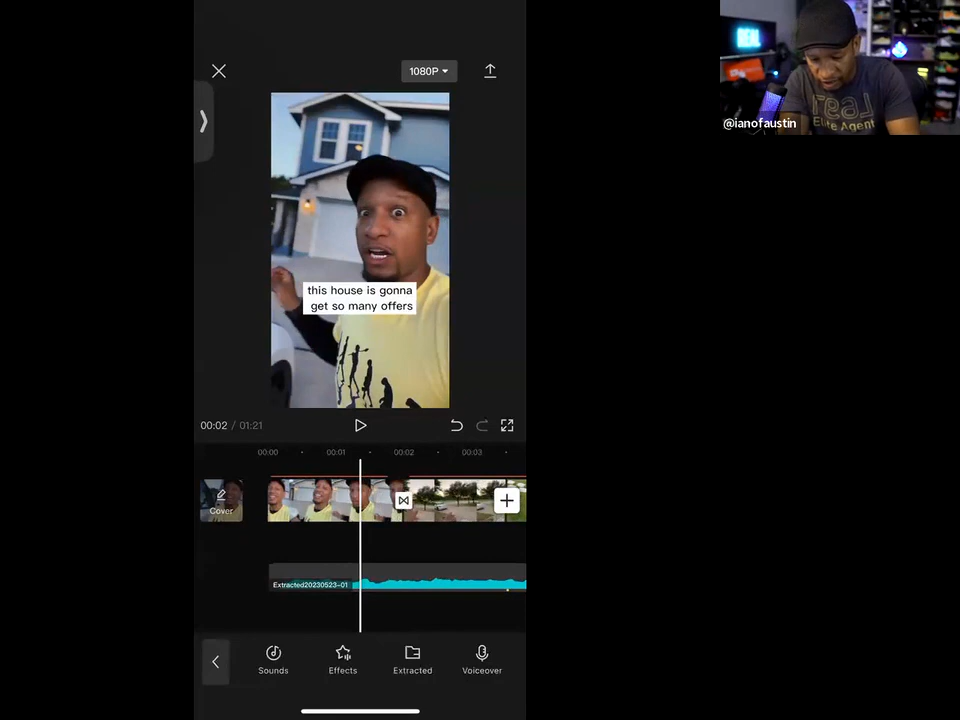 1080P
REAL
real
Elite Agent
@ianofaustin
this house is gonna
get so many offers
00:02 / 01:21
00:00
00:01
00:02
00:03
Cover
Extracted20230523-01
Sounds
Effects
Extracted
Voiceover